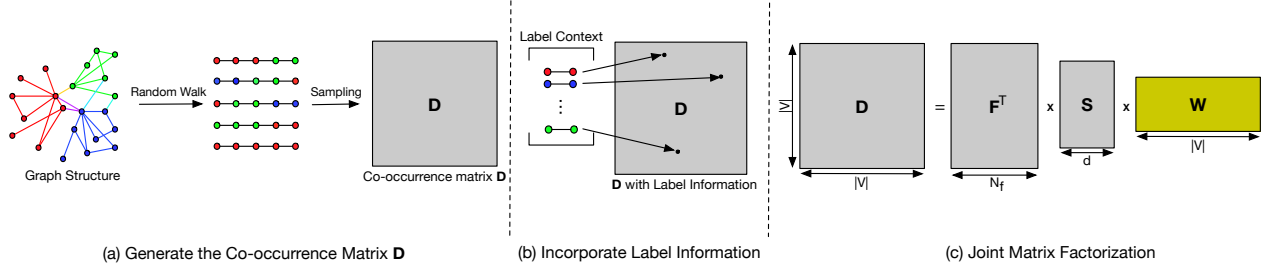 Graph Structure
Random Walk
Sampling
D
Co-occurrence matrix D
(a) Generate the Co-occurrence Matrix D
Label Context
⋮
D
D with Label Information
(b) Incorporate Label Information
|V|
D
|V|
=
F^T
N_f
x
S
d
x
W
|V|
(c) Joint Matrix Factorization